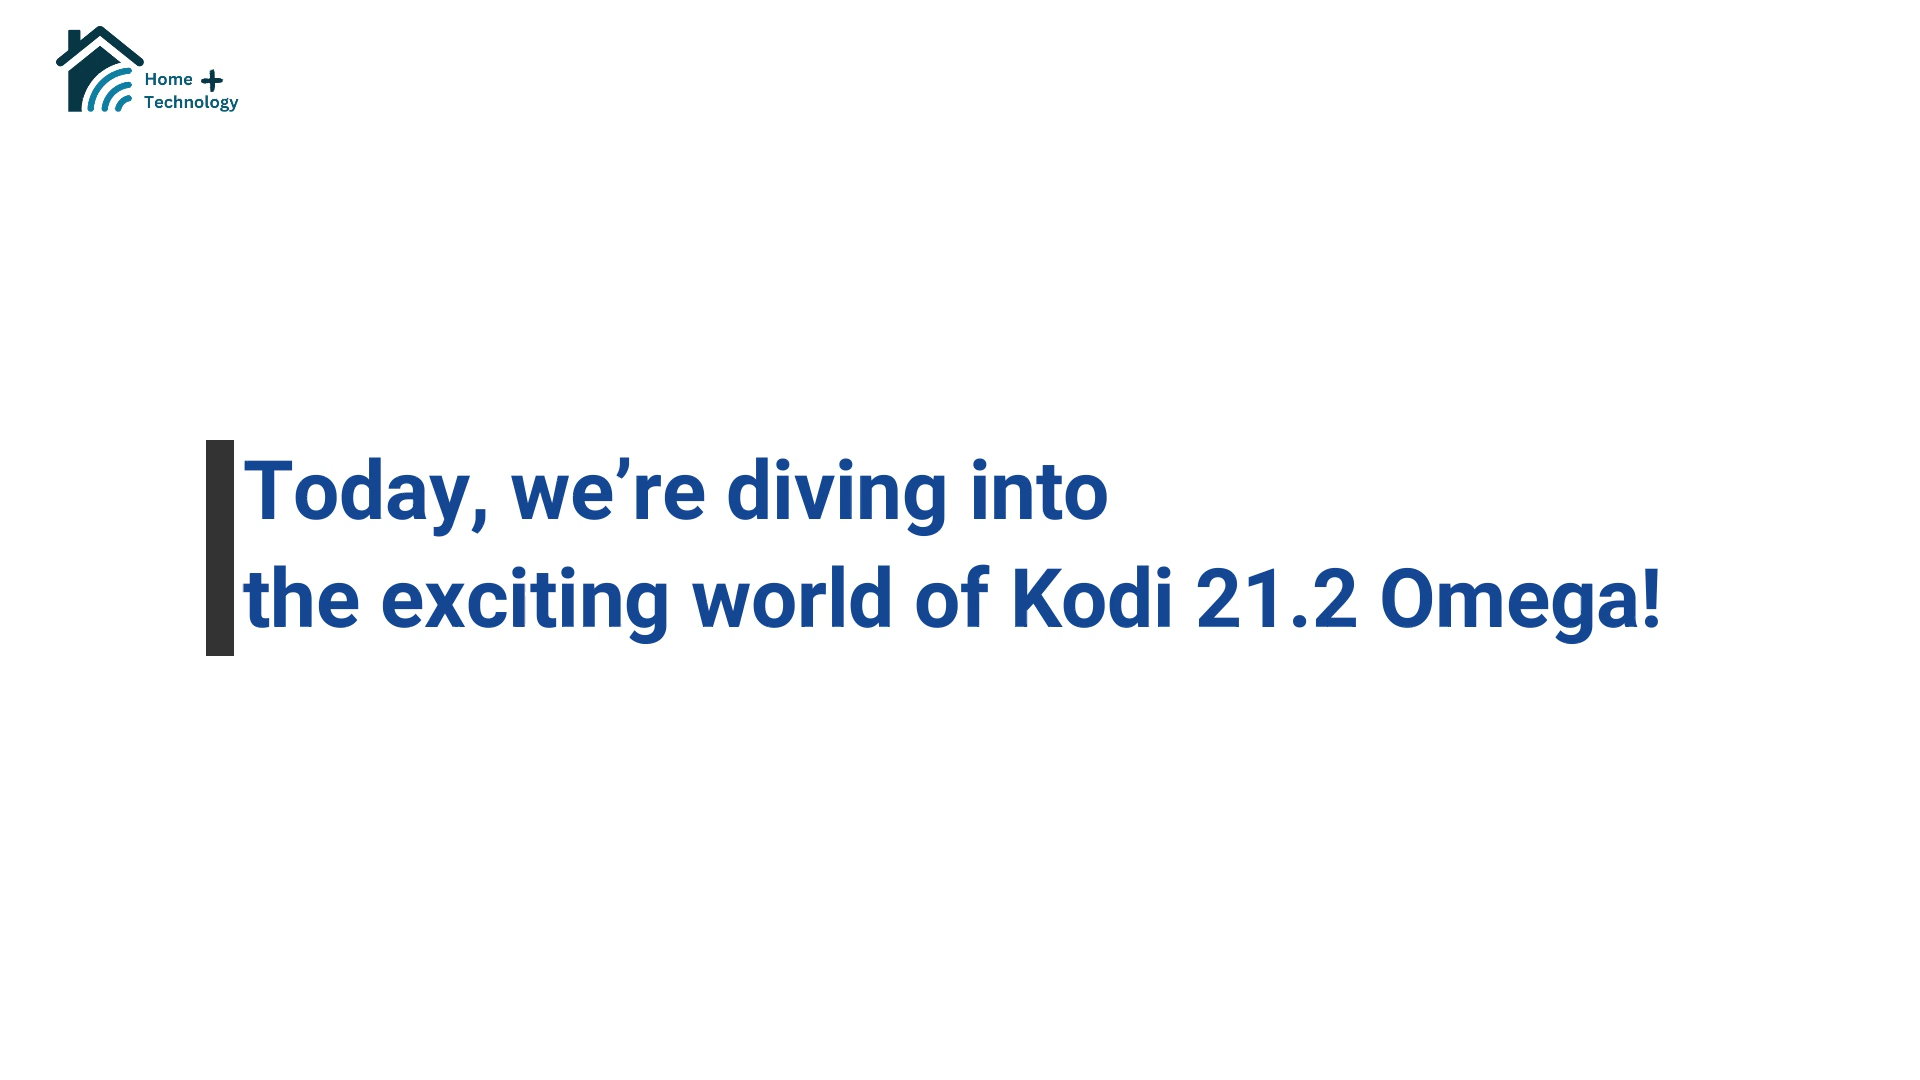 Home +
Technology
Today, we’re diving into
the exciting world of Kodi 21.2 Omega!